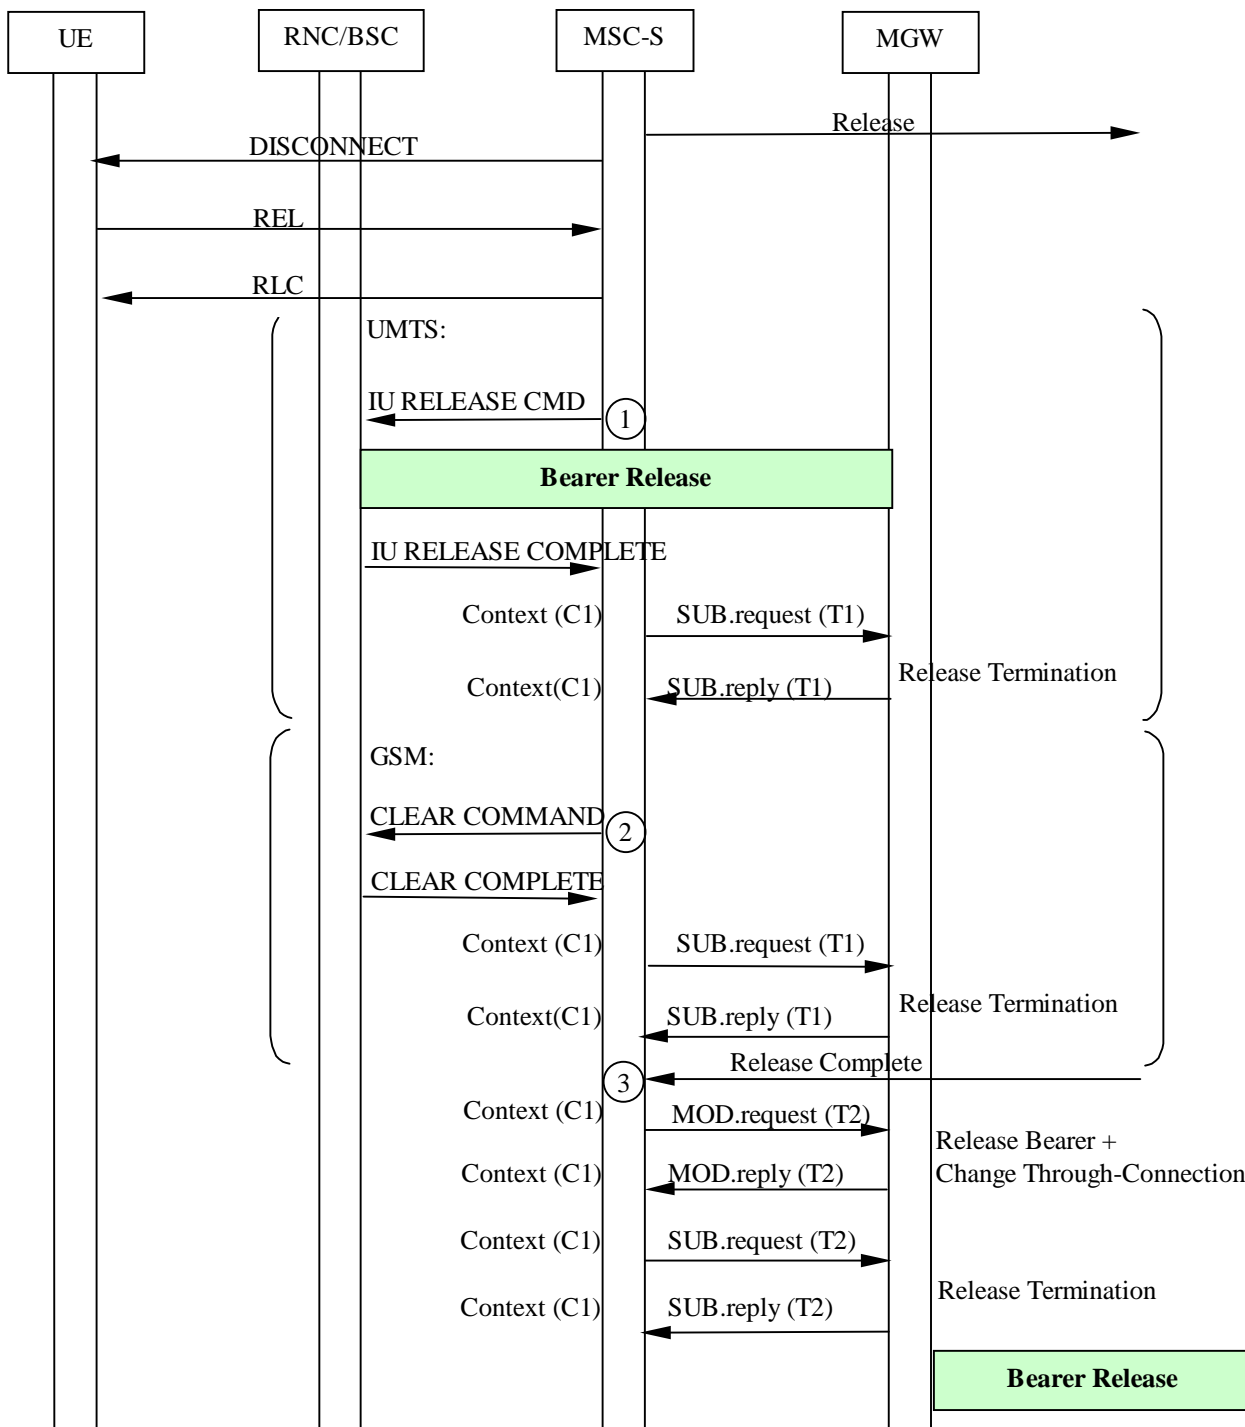 UE
RNC/BSC
MSC-S
MGW
Release
DISCONNECT
REL
RLC
UMTS:
IU RELEASE CMD
1
Bearer Release
IU RELEASE COMPLETE
Context (C1)
SUB.request (T1)
Release Termination
Context(C1)
SUB.reply (T1)
GSM:
CLEAR COMMAND
2
CLEAR COMPLETE
Context (C1)
SUB.request (T1)
Release Termination
Context(C1)
SUB.reply (T1)
Release Complete
3
Context (C1)
MOD.request (T2)
Release Bearer +
Change Through-Connection
Context (C1)
MOD.reply (T2)
Context (C1)
SUB.request (T2)
Release Termination
Context (C1)
SUB.reply (T2)
Bearer Release